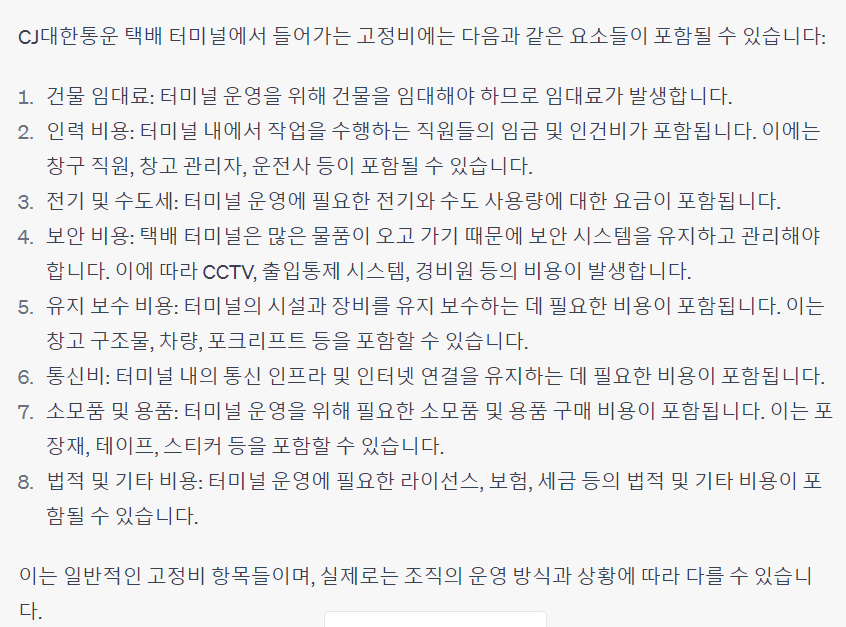 CJ대한통운 택배 터미널에서 들어가는 고정비에는 다음과 같은 요소들이 포함될 수 있습니다:
1. 건물 임대료: 터미널 운영을 위해 건물을 임대해야 하므로 임대료가 발생합니다.
2. 인력 비용: 터미널 내에서 작업을 수행하는 직원들의 임금 및 인건비가 포함됩니다. 이에는
창구 직원, 창고 관리자, 운전사 등이 포함될 수 있습니다.
3. 전기 및 수도세: 터미널 운영에 필요한 전기와 수도 사용량에 대한 요금이 포함됩니다.
4. 보안 비용: 택배 터미널은 많은 물품이 오고 가기 때문에 보안 시스템을 유지하고 관리해야
합니다. 이에 따라 CCTV, 출입통제 시스템, 경비원 등의 비용이 발생합니다.
5. 유지 보수 비용: 터미널의 시설과 장비를 유지 보수하는 데 필요한 비용이 포함됩니다. 이는
창고 구조물, 차량, 포크리프트 등을 포함할 수 있습니다.
6. 통신비: 터미널 내의 통신 인프라 및 인터넷 연결을 유지하는 데 필요한 비용이 포함됩니다.
7. 소모품 및 용품: 터미널 운영을 위해 필요한 소모품 및 용품 구매 비용이 포함됩니다. 이는 포
장재, 테이프, 스티커 등을 포함할 수 있습니다.
8. 법적 및 기타 비용: 터미널 운영에 필요한 라이선스, 보험, 세금 등의 법적 및 기타 비용이 포
함될 수 있습니다.
이는 일반적인 고정비 항목들이며, 실제로는 조직의 운영 방식과 상황에 따라 다를 수 있습니
다.